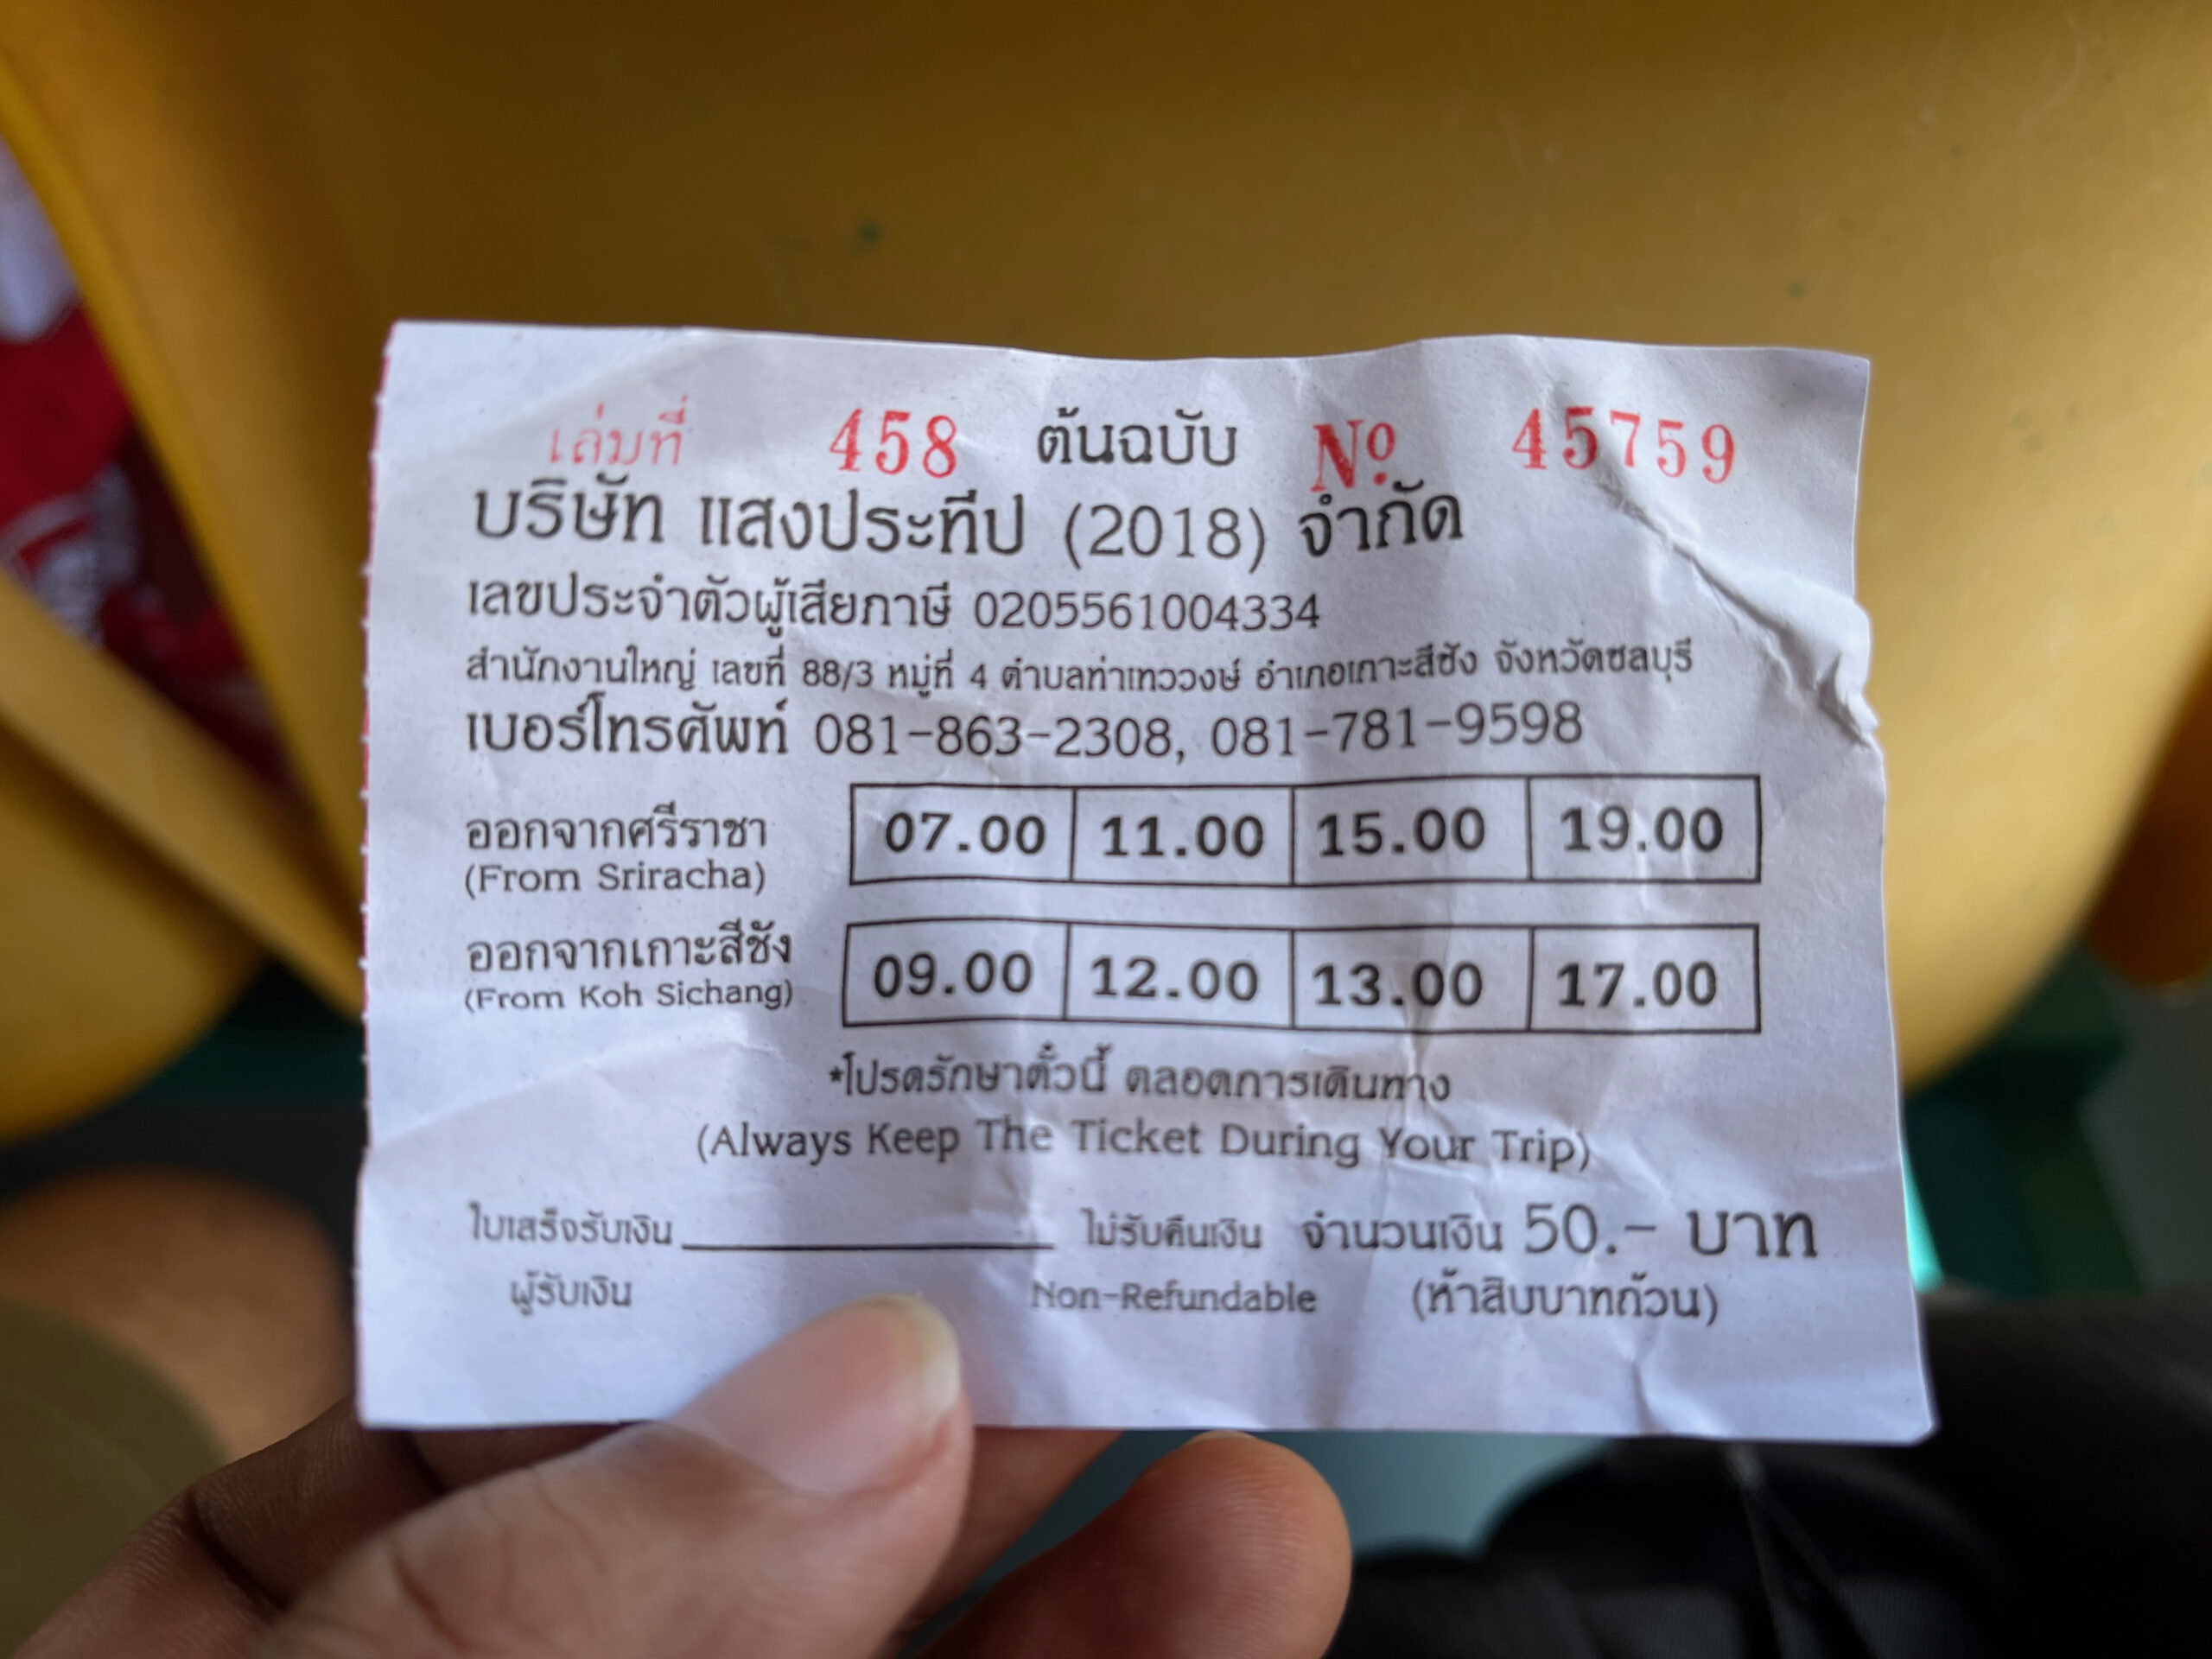 เล่มที่ 458 ต้นฉบับ Nº 45759
บริษัท แสงประทีป (2018) จำกัด
เลขประจำตัวผู้เสียภาษี 0205561004334
สำนักงานใหญ่ เลขที่ 88/3 หมู่ที่ 4 ตำบลท่าเทววงษ์ อำเภอเกาะสีชัง จังหวัดชลบุรี
เบอร์โทรศัพท์ 081-863-2308, 081-781-9598
ออกจากศรีราชา 07.00 11.00 15.00 19.00
(From Sriracha)
ออกจากเกาะสีชัง 09.00 12.00 13.00 17.00
(From Koh Sichang)
*โปรดรักษาตั๋วนี้ ตลอดการเดินทาง
(Always Keep The Ticket During Your Trip)
ใบเสร็จรับเงิน ไม่รับคืนเงิน จำนวนเงิน 50.- บาท
ผู้รับเงิน Non-Refundable (ห้าสิบบาทถ้วน)